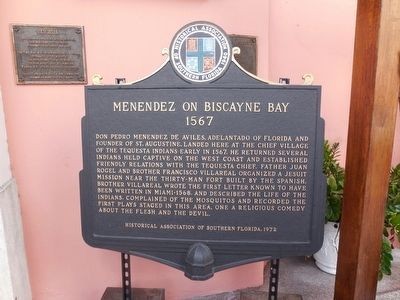 HISTORICAL ASSOCIATION
OF SOUTHERN FLORIDA
MENENDEZ ON BISCAYNE BAY
1567
DON PEDRO MENENDEZ DE AVILES, ADELANTADO OF FLORIDA AND
FOUNDER OF ST. AUGUSTINE, LANDED HERE AT THE CHIEF VILLAGE
OF THE TEQUESTA INDIANS EARLY IN 1567. HE RETURNED SEVERAL
INDIANS HELD CAPTIVE ON THE WEST COAST AND ESTABLISHED
FRIENDLY RELATIONS WITH THE TEQUESTA CHIEF. FATHER JUAN
ROGEL AND BROTHER FRANCISCO VILLAREAL ORGANIZED A JESUIT
MISSION NEAR THE THIRTY-MAN FORT BUILT BY THE SPANISH.
BROTHER VILLAREAL WROTE THE FIRST LETTER KNOWN TO HAVE
BEEN WRITTEN IN MIAMI-1568, AND DESCRIBED THE LIFE OF THE
INDIANS, COMPLAINED OF THE MOSQUITOS AND RECORDED THE
FIRST PLAYS STAGED IN THIS AREA, ONE A RELIGIOUS COMEDY
ABOUT THE FLESH AND THE DEVIL.
HISTORICAL ASSOCIATION OF SOUTHERN FLORIDA, 1972